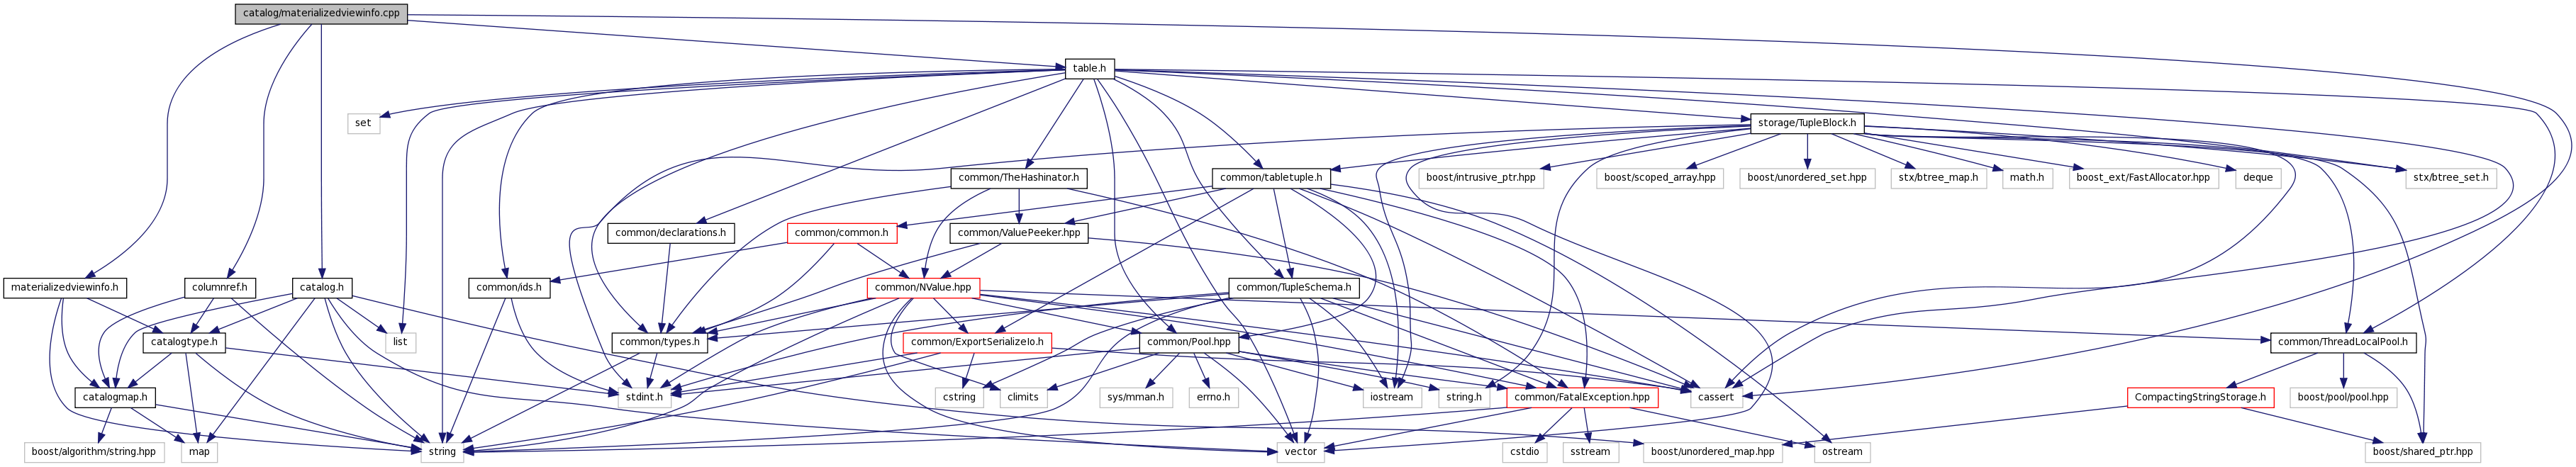 catalog/materializedviewinfo.cpp
table.h
set
storage/TupleBlock.h
common/TheHashinator.h
common/tabletuple.h
boost/intrusive_ptr.hpp
boost/scoped_array.hpp
boost/unordered_set.hpp
stx/btree_map.h
math.h
boost_ext/FastAllocator.hpp
deque
stx/btree_set.h
common/declarations.h
common/common.h
common/ValuePeeker.hpp
materializedviewinfo.h
columnref.h
catalog.h
common/ids.h
common/NValue.hpp
common/TupleSchema.h
catalogtype.h
list
common/types.h
common/ExportSerializeIo.h
common/Pool.hpp
common/ThreadLocalPool.h
catalogmap.h
stdint.h
cstring
climits
sys/mman.h
errno.h
iostream
string.h
common/FatalException.hpp
cassert
CompactingStringStorage.h
boost/pool/pool.hpp
boost/algorithm/string.hpp
map
string
vector
cstdio
sstream
boost/unordered_map.hpp
ostream
boost/shared_ptr.hpp